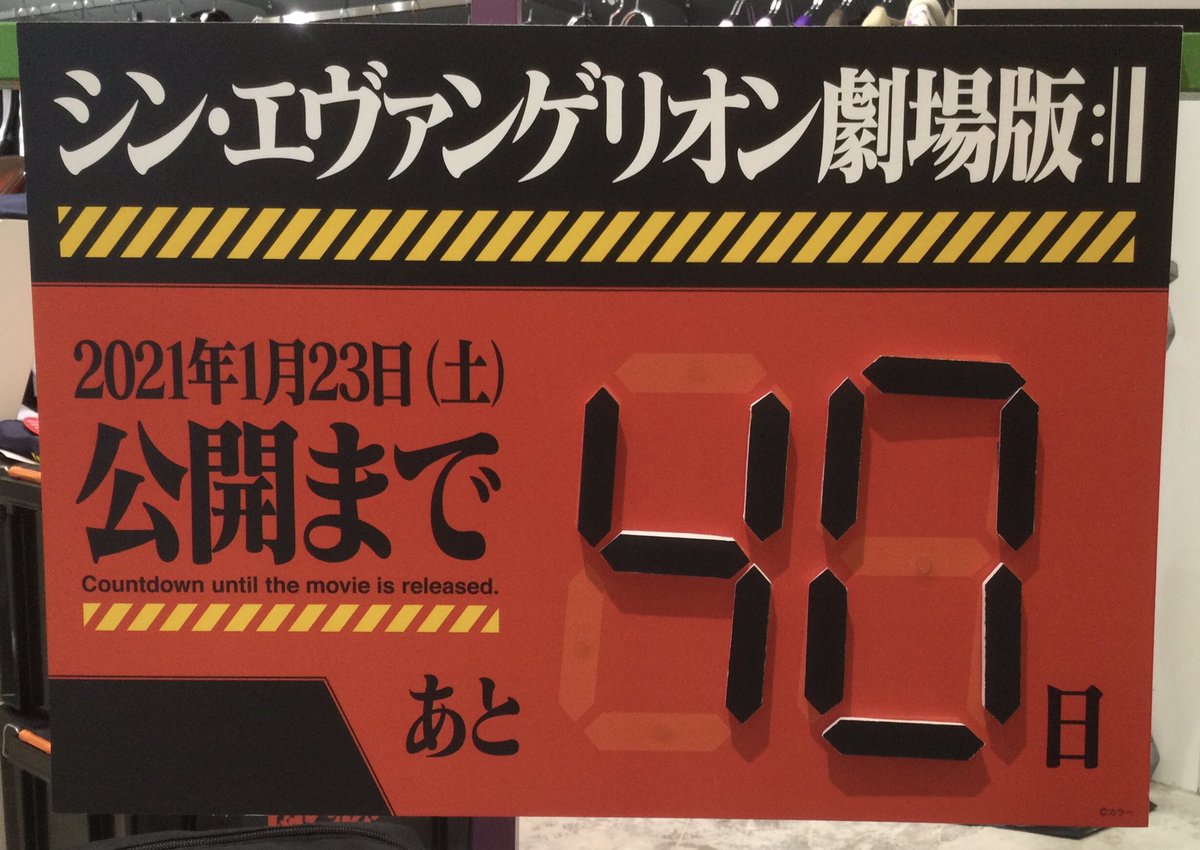 シン・エヴァンゲリオン劇場版:||
2021年1月23日(土)
公開まで
Countdown until the movie is released.
あと 40 日
©カラー